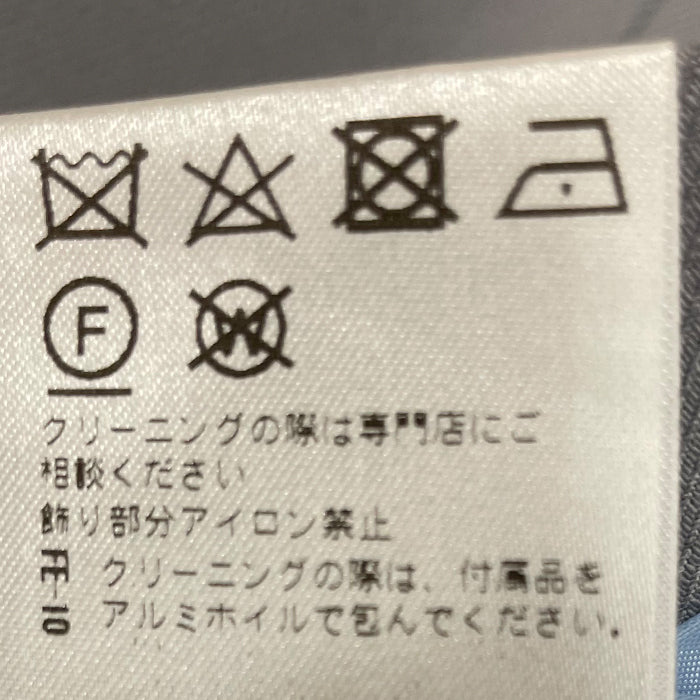 F W
クリーニングの際は専門店にご
相談ください
飾り部分アイロン禁止
FF-10
クリーニングの際は、付属品を
アルミホイルで包んでください.